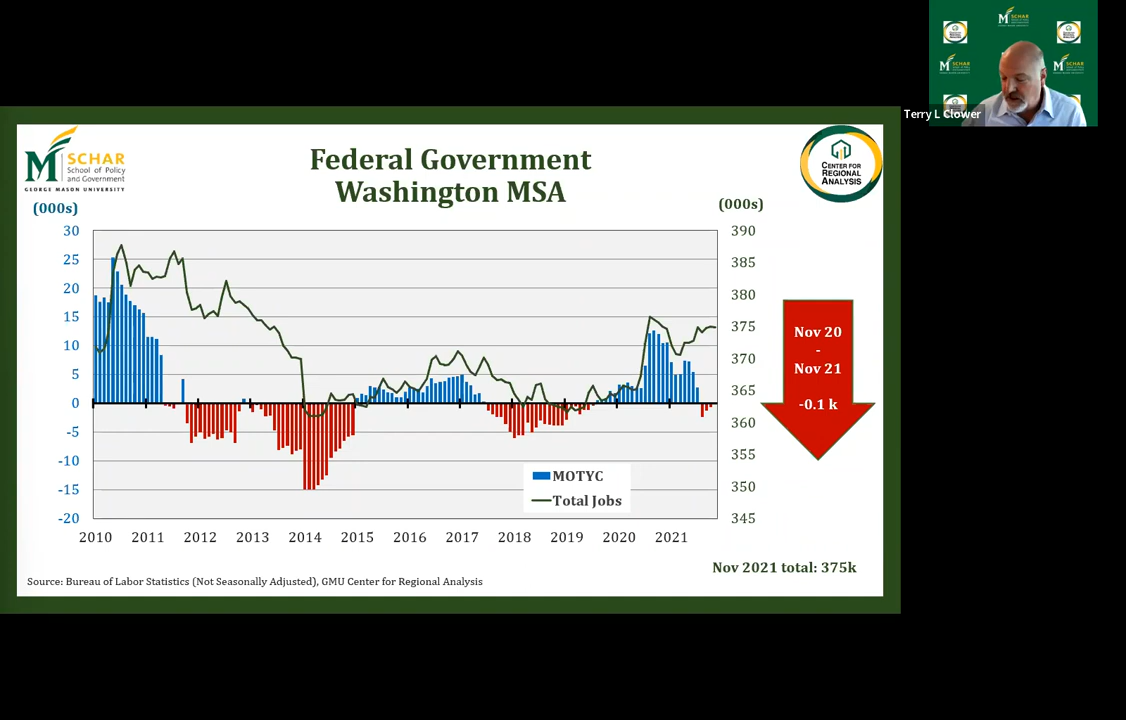 Terry L Clower
M SCHAR
School of Policy
and Government
GEORGE MASON UNIVERSITY
Federal Government
Washington MSA
CENTER FOR
REGIONAL
ANALYSIS
(000s)
(000s)
30
25
20
15
10
5
0
-5
-10
-15
-20
390
385
380
375
370
365
360
355
350
345
Nov 20
-
Nov 21
-0.1 k
MOTYC
Total Jobs
2010 2011 2012 2013 2014 2015 2016 2017 2018 2019 2020 2021
Nov 2021 total: 375k
Source: Bureau of Labor Statistics (Not Seasonally Adjusted), GMU Center for Regional Analysis